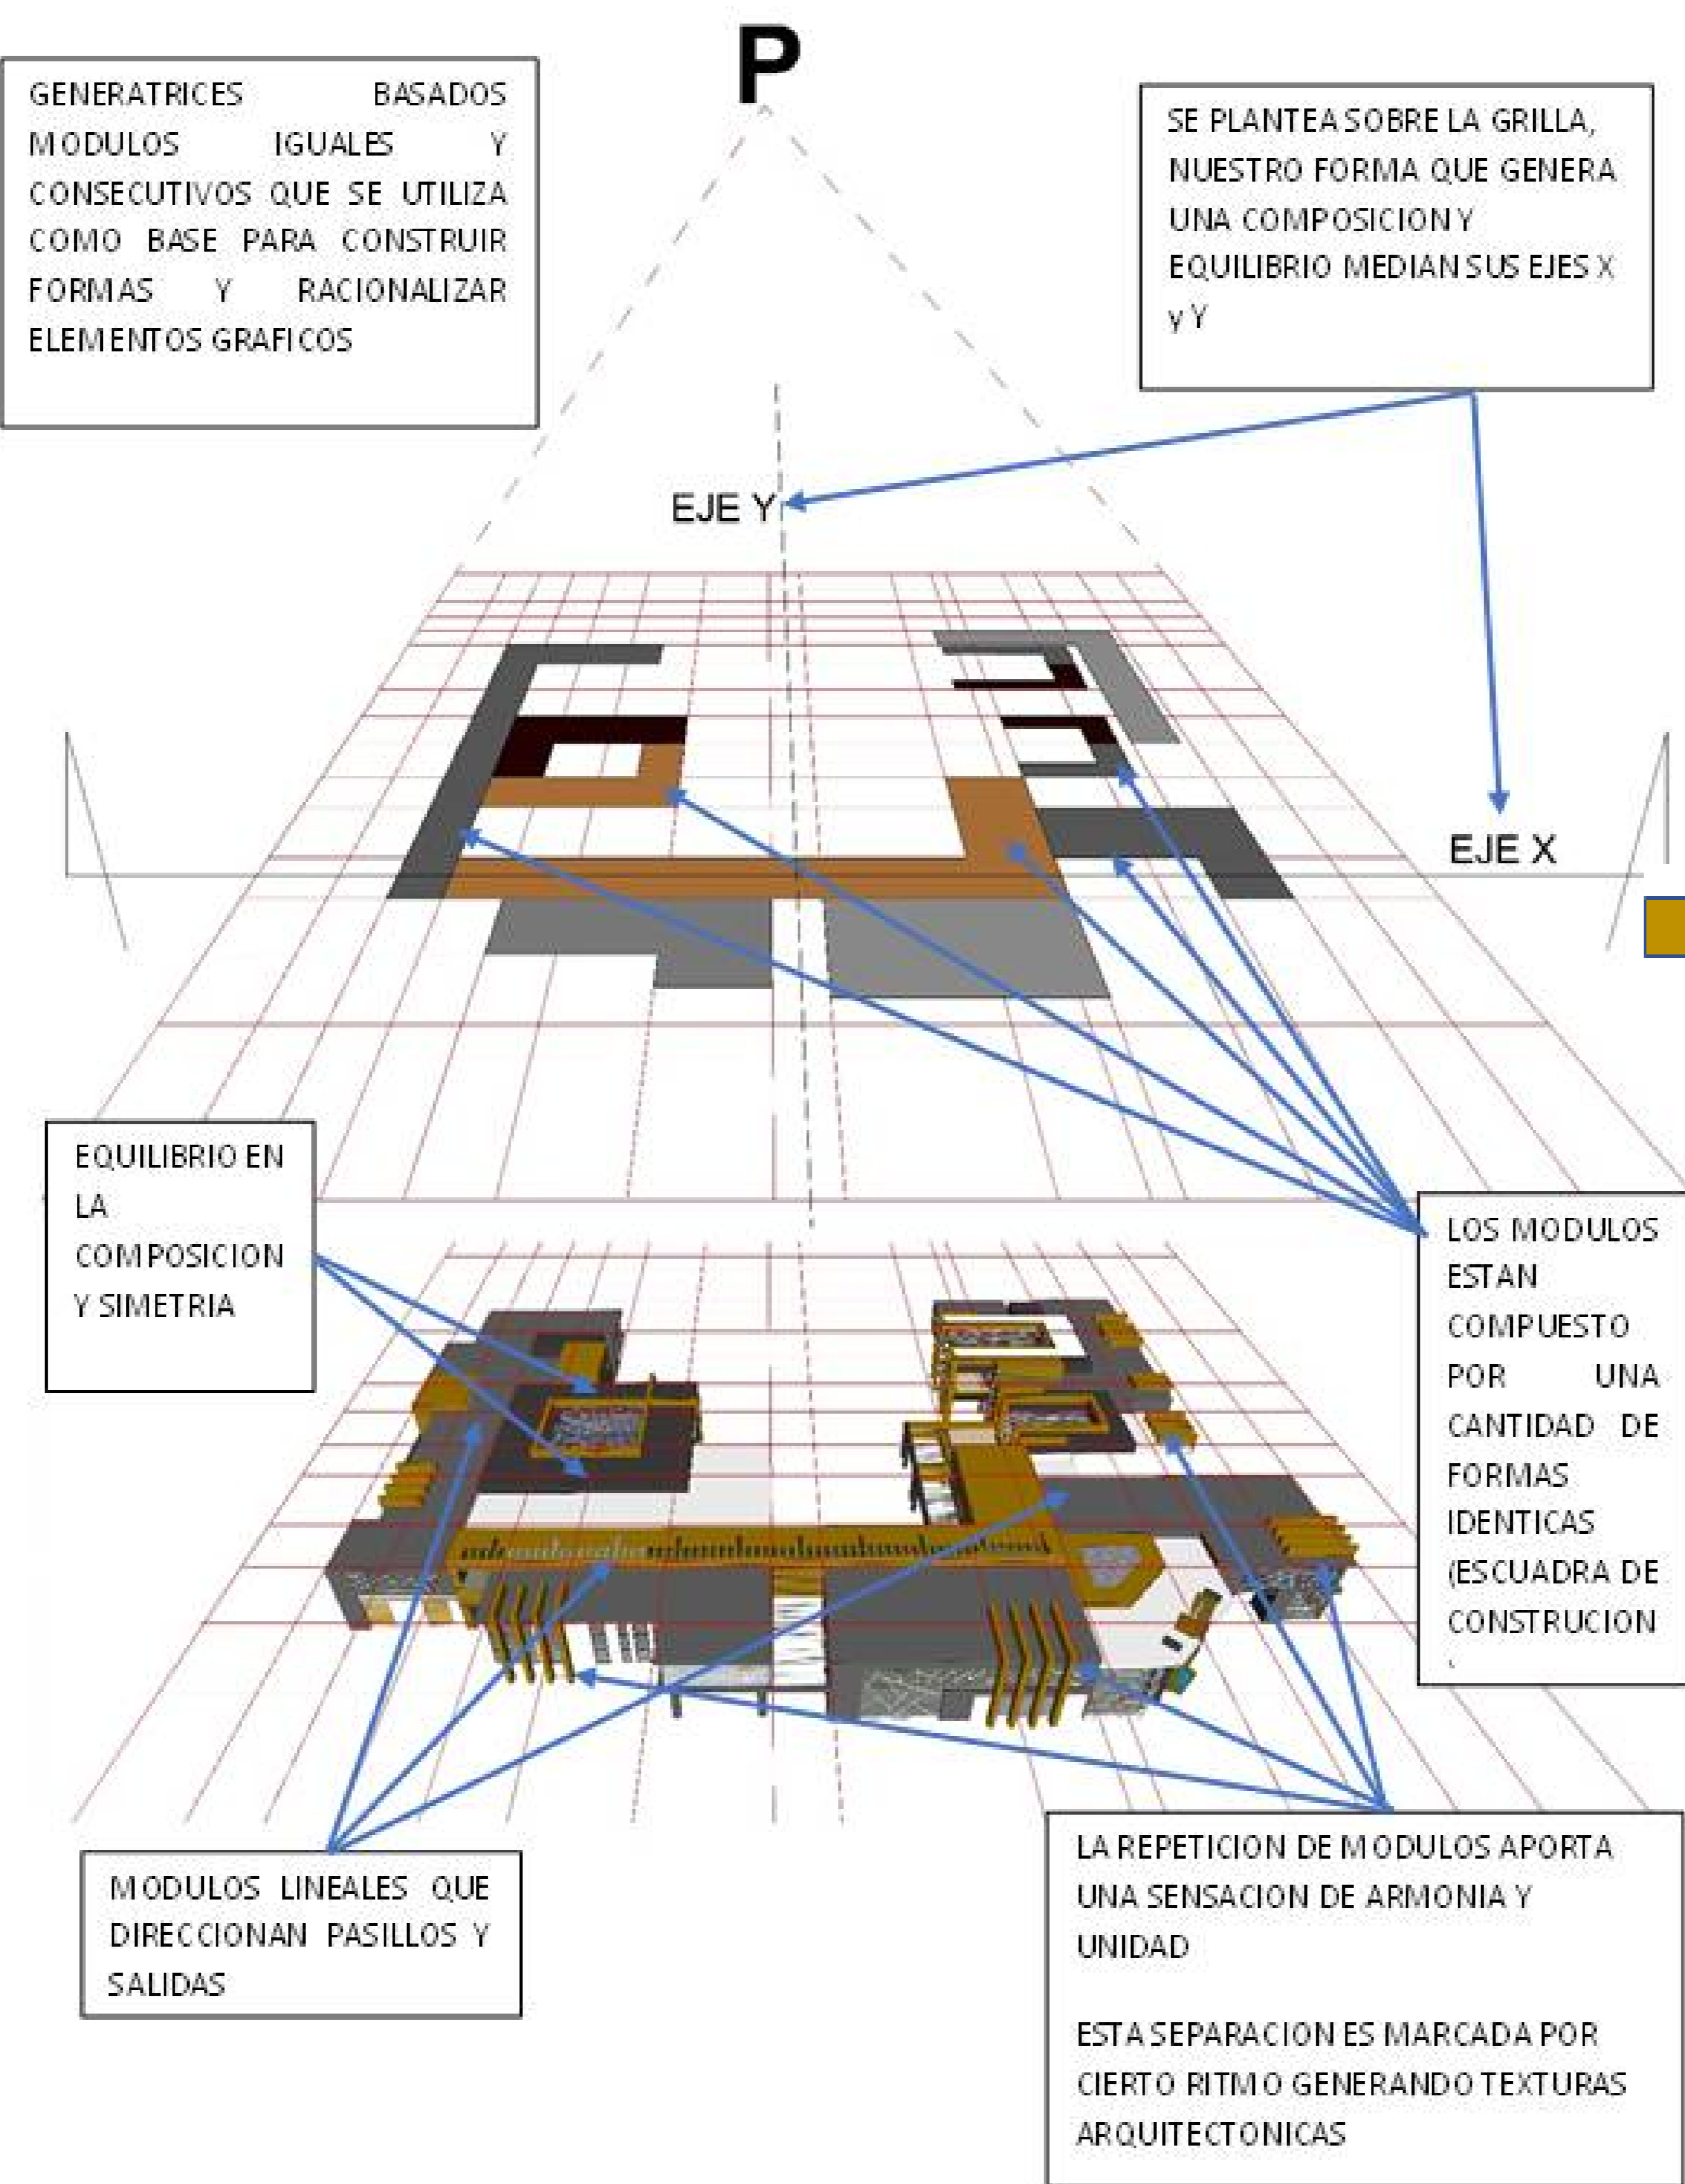 P
GENERATRICES BASADOS
MODULOS IGUALES Y
CONSECUTIVOS QUE SE UTILIZA
COMO BASE PARA CONSTRUIR
FORMAS Y RACIONALIZAR
ELEMENTOS GRAFICOS
SE PLANTEA SOBRE LA GRILLA,
NUESTRO FORMA QUE GENERA
UNA COMPOSICION Y
EQUILIBRIO MEDIAN SUS EJES X
y Y
EJE Y
EJE X
EQUILIBRIO EN
LA
COMPOSICION
Y SIMETRIA
LOS MODULOS
ESTAN
COMPUESTO
POR UNA
CANTIDAD DE
FORMAS
IDENTICAS
(ESCUADRA DE
CONSTRUCION
MODULOS LINEALES QUE
DIRECCIONAN PASILLOS Y
SALIDAS
LA REPETICION DE MODULOS APORTA
UNA SENSACION DE ARMONIA Y
UNIDAD
ESTA SEPARACION ES MARCADA POR
CIERTO RITMO GENERANDO TEXTURAS
ARQUITECTONICAS